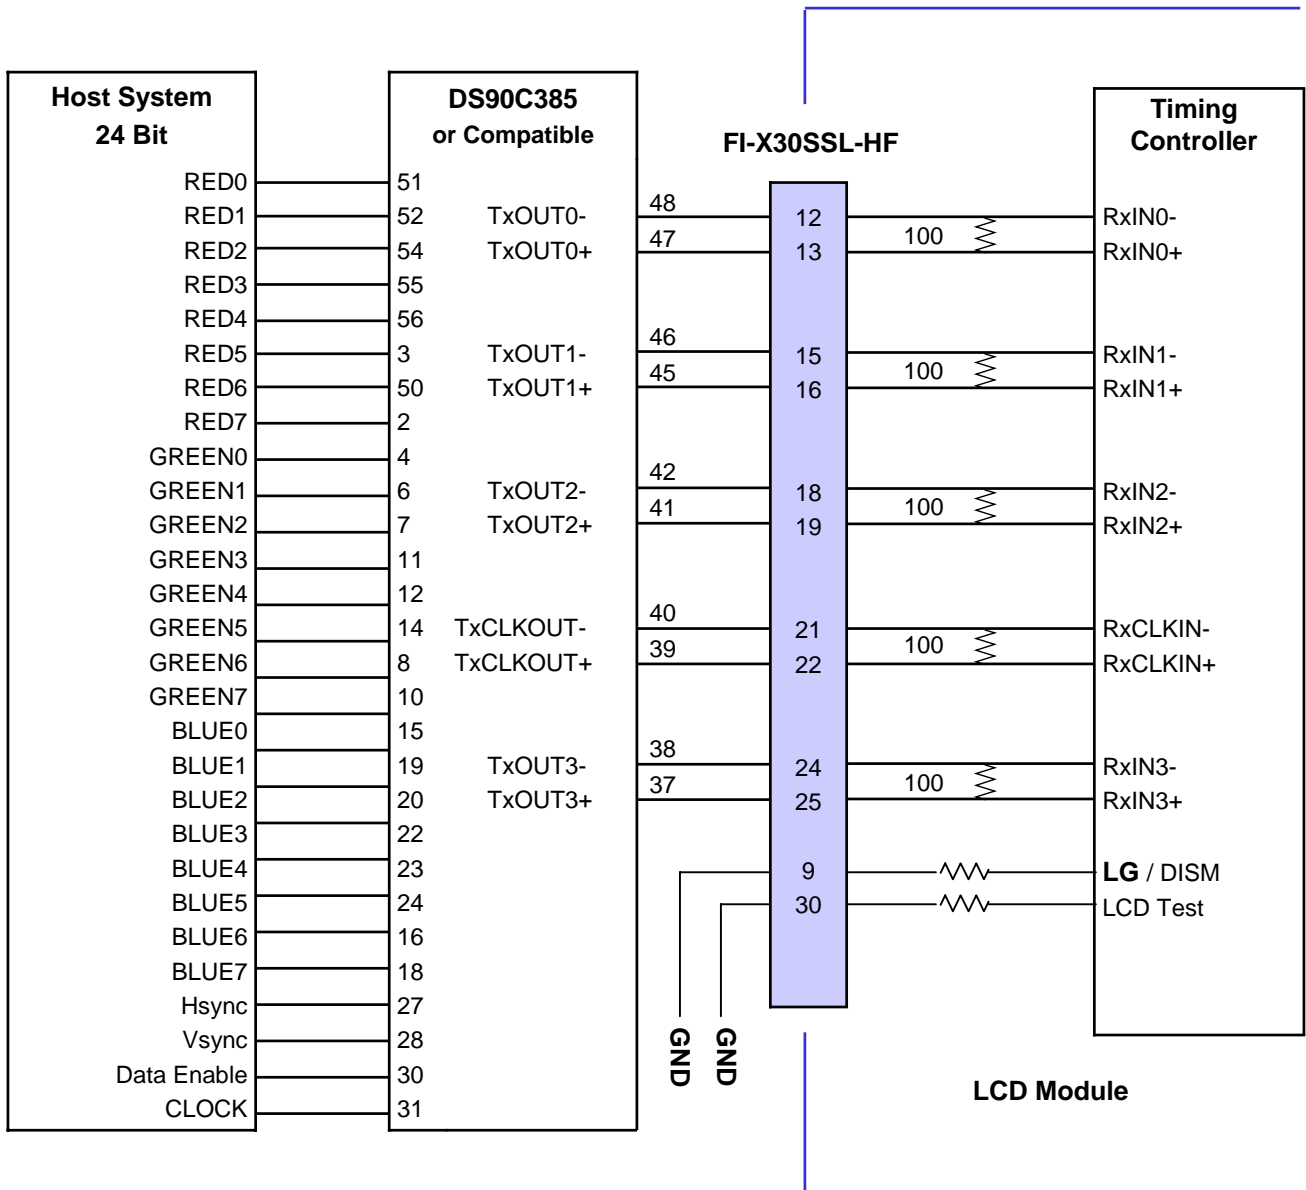 Host System
24 Bit
RED0
RED1
RED2
RED3
RED4
RED5
RED6
RED7
GREEN0
GREEN1
GREEN2
GREEN3
GREEN4
GREEN5
GREEN6
GREEN7
BLUE0
BLUE1
BLUE2
BLUE3
BLUE4
BLUE5
BLUE6
BLUE7
Hsync
Vsync
Data Enable
CLOCK
DS90C385
or Compatible
51
52
54
55
56
3
50
2
4
6
7
11
12
14
8
10
15
19
20
22
23
24
16
18
27
28
30
31
TxOUT0-
TxOUT0+
TxOUT1-
TxOUT1+
TxOUT2-
TxOUT2+
TxCLKOUT-
TxCLKOUT+
TxOUT3-
TxOUT3+
48
47
46
45
42
41
40
39
38
37
GND
GND
FI-X30SSL-HF
12
13
15
16
18
19
21
22
24
25
9
30
100
100
100
100
100
Timing
Controller
RxIN0-
RxIN0+
RxIN1-
RxIN1+
RxIN2-
RxIN2+
RxCLKIN-
RxCLKIN+
RxIN3-
RxIN3+
LG / DISM
LCD Test
LCD Module